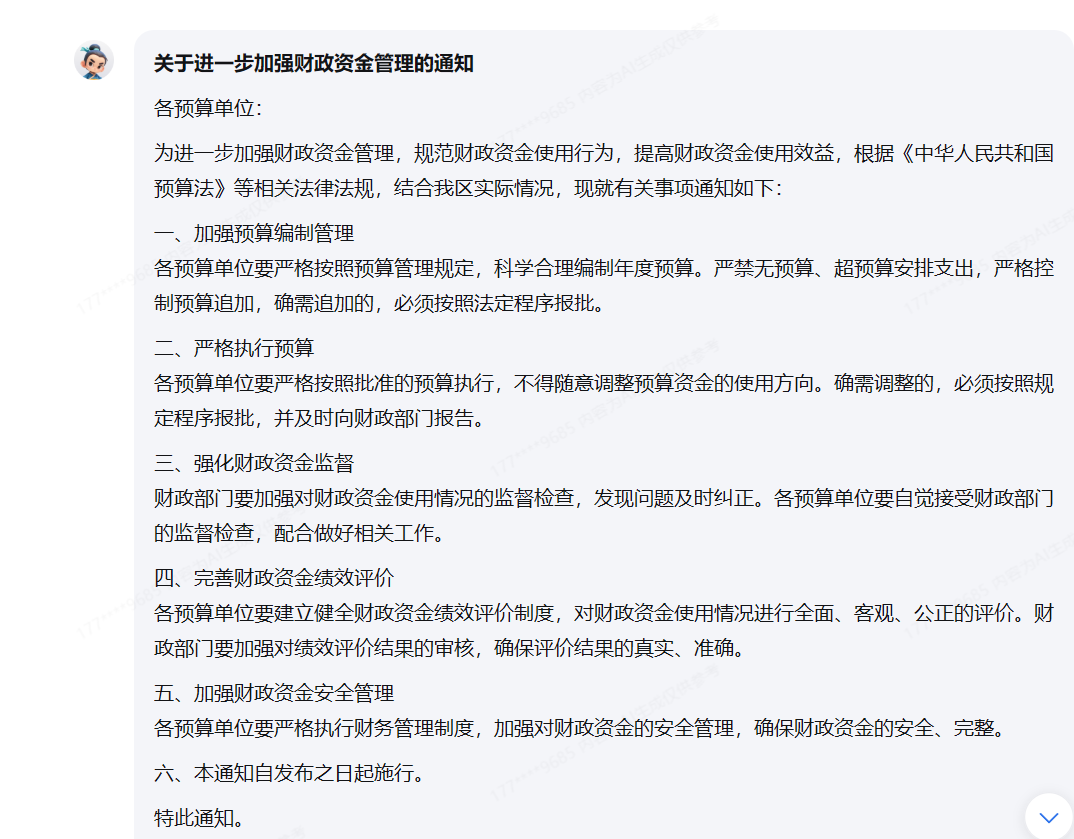 关于进一步加强财政资金管理的通知
各预算单位：
为进一步加强财政资金管理，规范财政资金使用行为，提高财政资金使用效益，根据《中华人民共和国
预算法》等相关法律法规，结合我区实际情况，现就有关事项通知如下：
一、加强预算编制管理
各预算单位要严格按照预算管理规定，科学合理编制年度预算。严禁无预算、超预算安排支出，严格控
制预算追加，确需追加的，必须按照法定程序报批。
二、严格执行预算
各预算单位要严格按照批准的预算执行，不得随意调整预算资金的使用方向。确需调整的，必须按照规
定程序报批，并及时向财政部门报告。
三、强化财政资金监督
财政部门要加强对财政资金使用情况的监督检查，发现问题及时纠正。各预算单位要自觉接受财政部门
的监督检查，配合做好相关工作。
四、完善财政资金绩效评价
各预算单位要建立健全财政资金绩效评价制度，对财政资金使用情况进行全面、客观、公正的评价。财
政部门要加强对绩效评价结果的审核，确保评价结果的真实、准确。
五、加强财政资金安全管理
各预算单位要严格执行财务管理制度，加强对财政资金的安全管理，确保财政资金的安全、完整。
六、本通知自发布之日起施行。
特此通知。
177****9685 内容为AI生成仅供参考